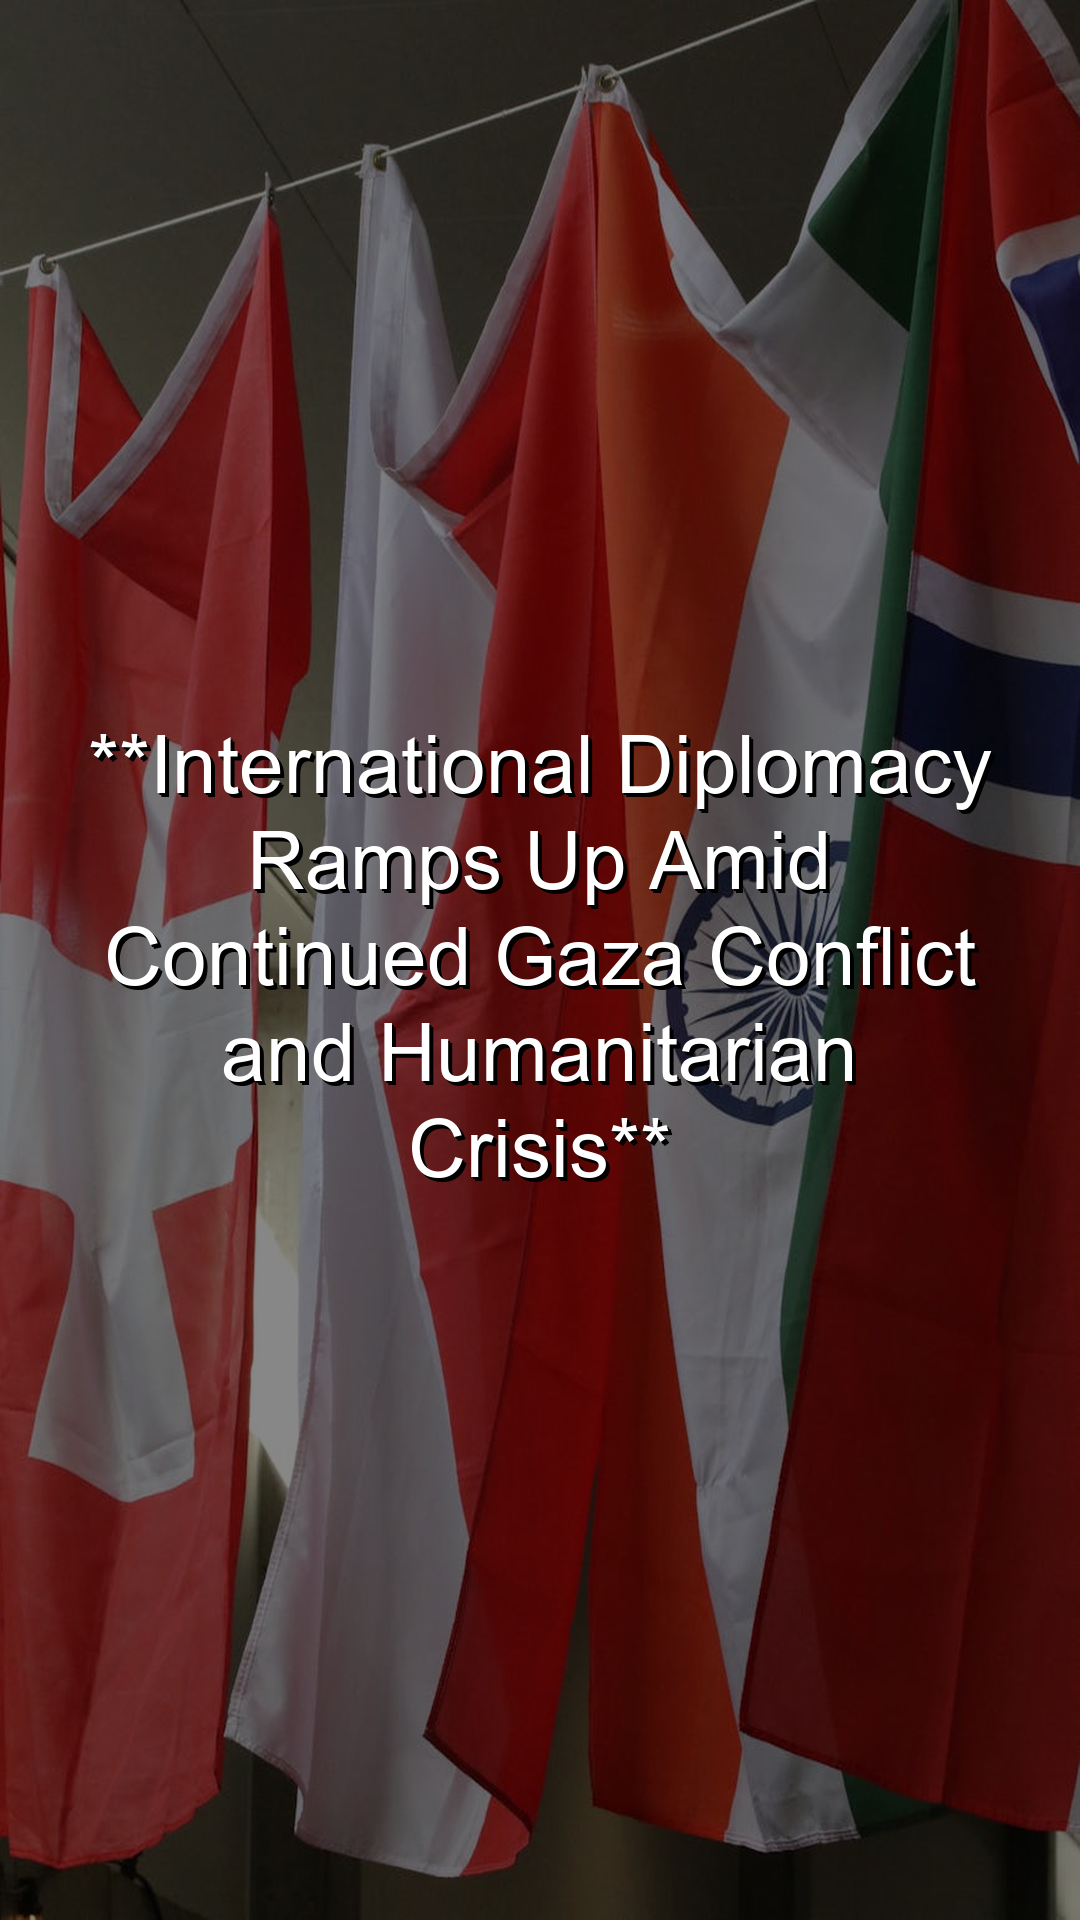 **International Diplomacy
Ramps Up Amid
Continued Gaza Conflict
and Humanitarian
Crisis**